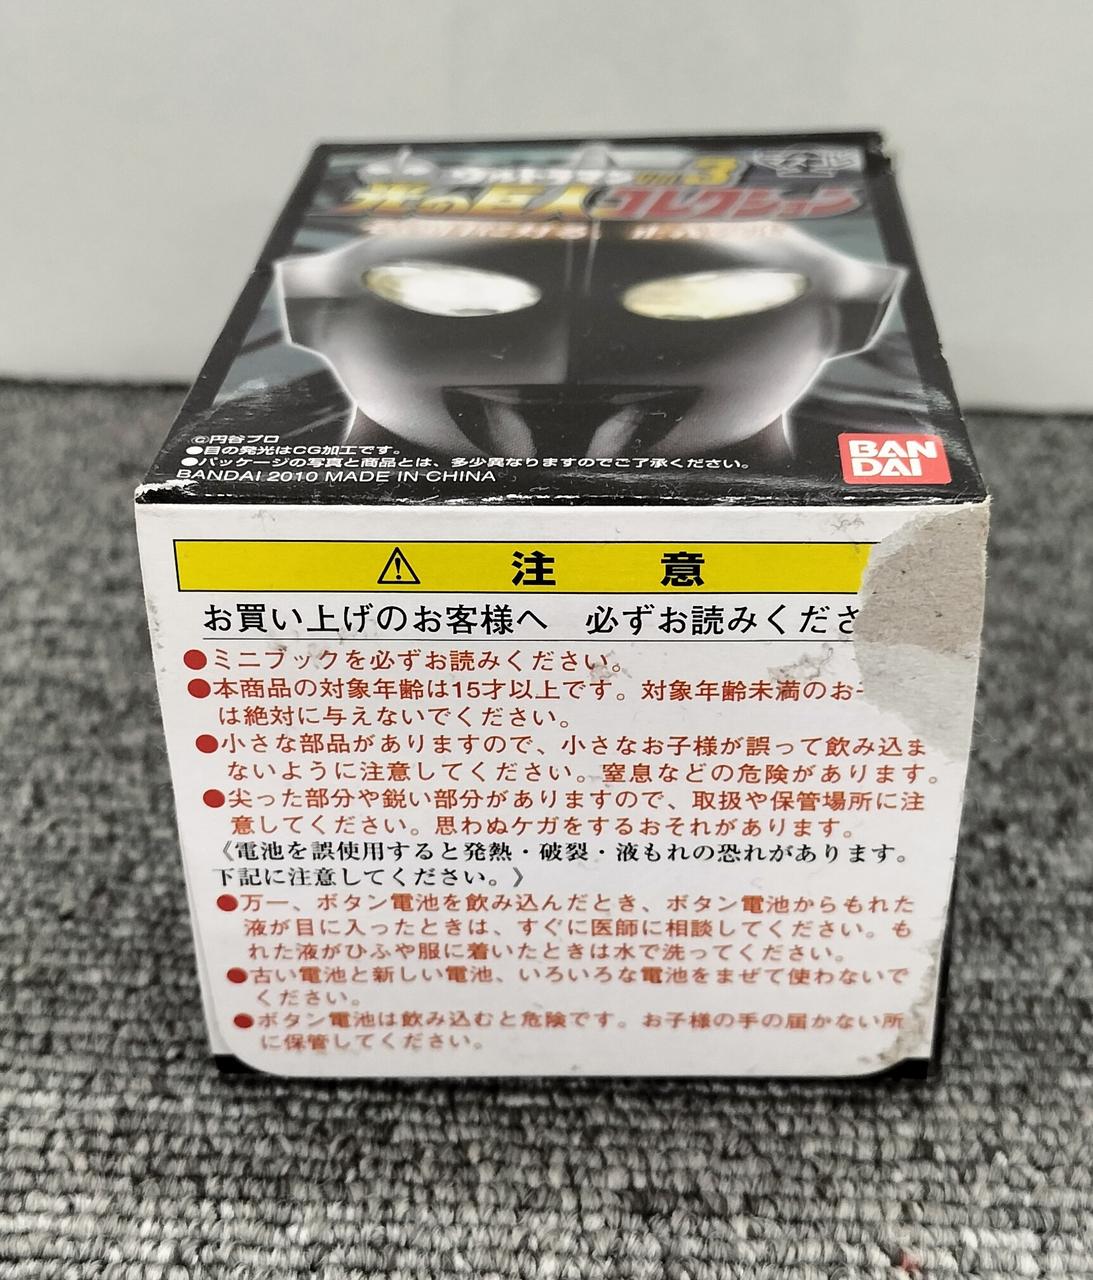 ウルトラマン Vol.3
光の巨人コレクション
©円谷プロ
●目の発光はCG加工です。
●パッケージの写真と商品とは、多少異なりますのでご了承ください。
BANDAI 2010 MADE IN CHINA
BAN
DAI
注意
お買い上げのお客様へ 必ずお読みくださ
●ミニブックを必ずお読みください。
●本商品の対象年齢は15才以上です。対象年齢未満のお
は絶対に与えないでください。
●小さな部品がありますので、小さなお子様が誤って飲み込ま
ないように注意してください。窒息などの危険があります。
●尖った部分や鋭い部分がありますので、取扱や保管場所に注
意してください。思わぬケガをするおそれがあります。
《電池を誤使用すると発熱・破裂・液もれの恐れがあります。
下記に注意してください。》
●万一、ボタン電池を飲み込んだとき、ボタン電池からもれた
液が目に入ったときは、すぐに医師に相談してください。も
れた液がひふや服に着いたときは水で洗ってください。
●古い電池と新しい電池、いろいろな電池をまぜて使わないで
ください。
●ボタン電池は飲み込むと危険です。お子様の手の届かない所
に保管してください。